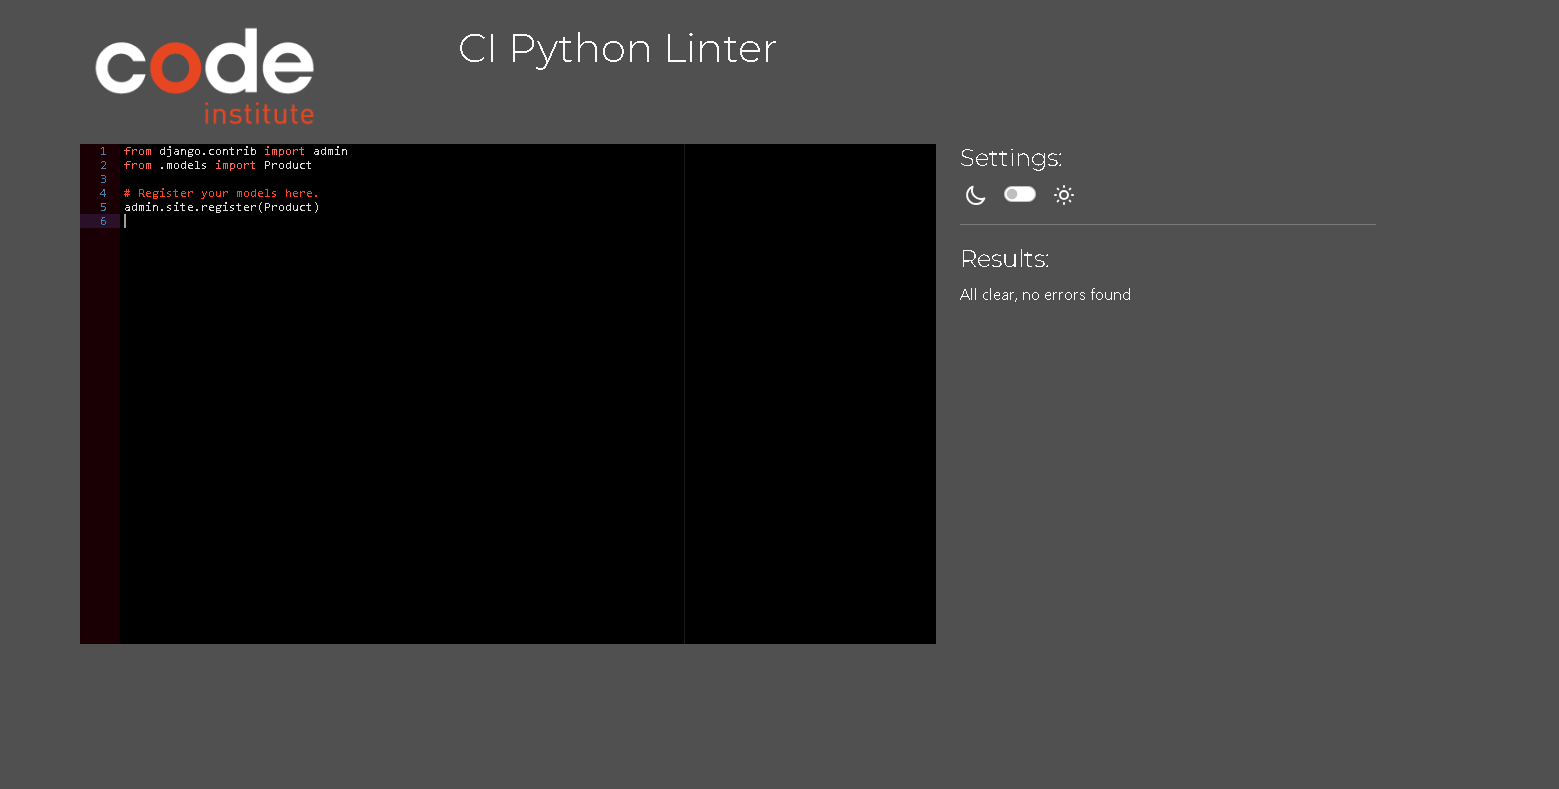 code
institute
CI Python Linter
1 from django.contrib import admin
2 from .models import Product
3
4 # Register your models here.
5 admin.site.register(Product)
6
Settings:
Results:
All clear, no errors found